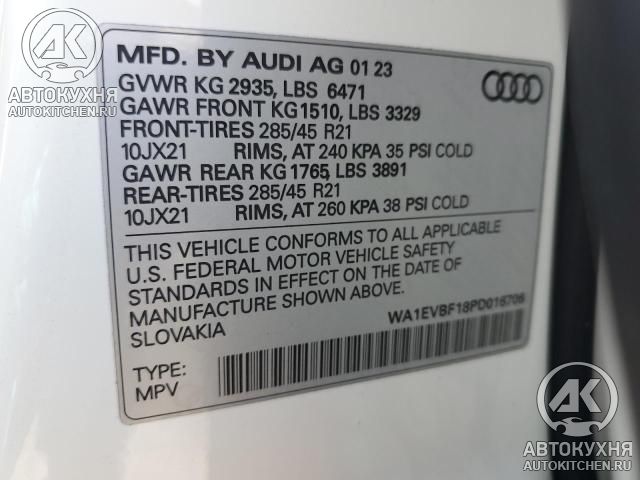 MFD. BY AUDI AG 01 23
GVWR KG 2935, LBS 6471
GAWR FRONT KG1510, LBS 3329
FRONT-TIRES 285/45 R21
10JX21 RIMS, AT 240 KPA 35 PSI COLD
GAWR REAR KG 1765, LBS 3891
REAR-TIRES 285/45 R21
10JX21 RIMS, AT 260 KPA 38 PSI COLD
THIS VEHICLE CONFORMS TO ALL APPLICABLE
U.S. FEDERAL MOTOR VEHICLE SAFETY
STANDARDS IN EFFECT ON THE DATE OF
MANUFACTURE SHOWN ABOVE.
SLOVAKIA
WA1EVBF18PD016706
TYPE:
MPV
АК
АВТОКУХНЯ
AUTOKITCHEN.RU
АК
АВТОКУХНЯ
AUTOKITCHEN.RU